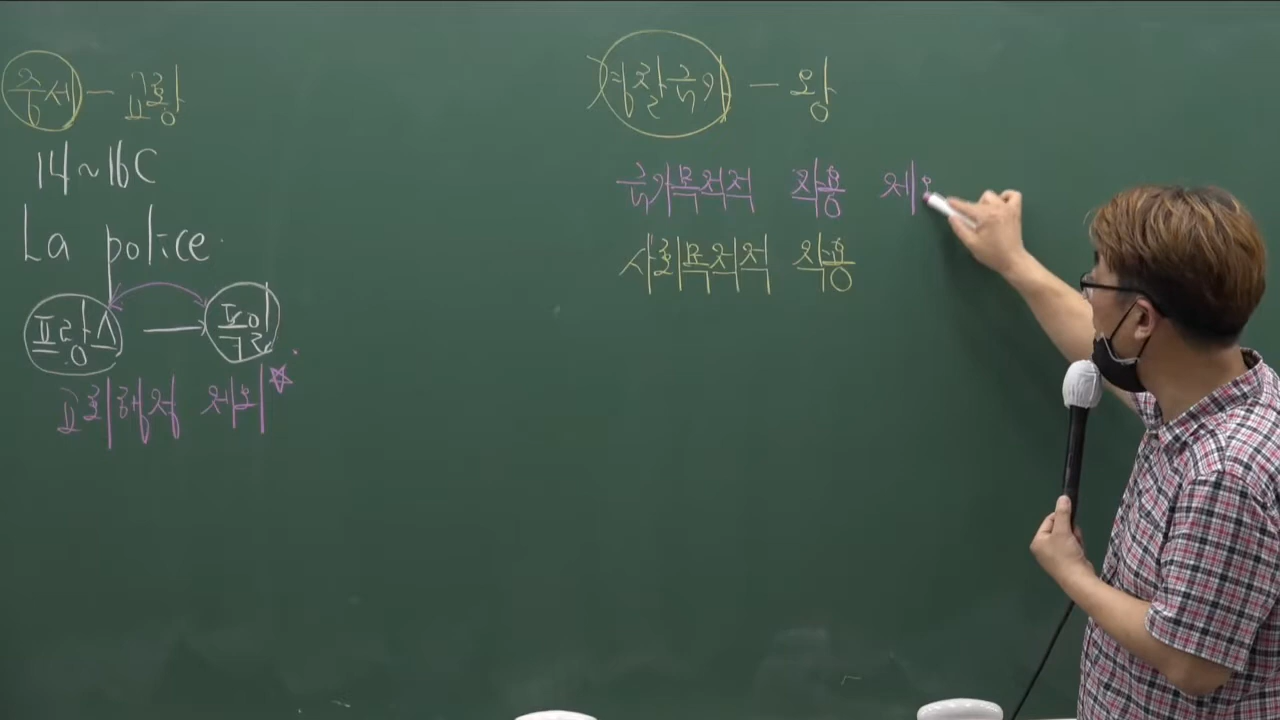 중세 – 교황
14~16C
La police
프랑스 → 독일
교회행정 제외
경찰국가 – 왕
국가목적적 작용 제외
사회목적적 작용